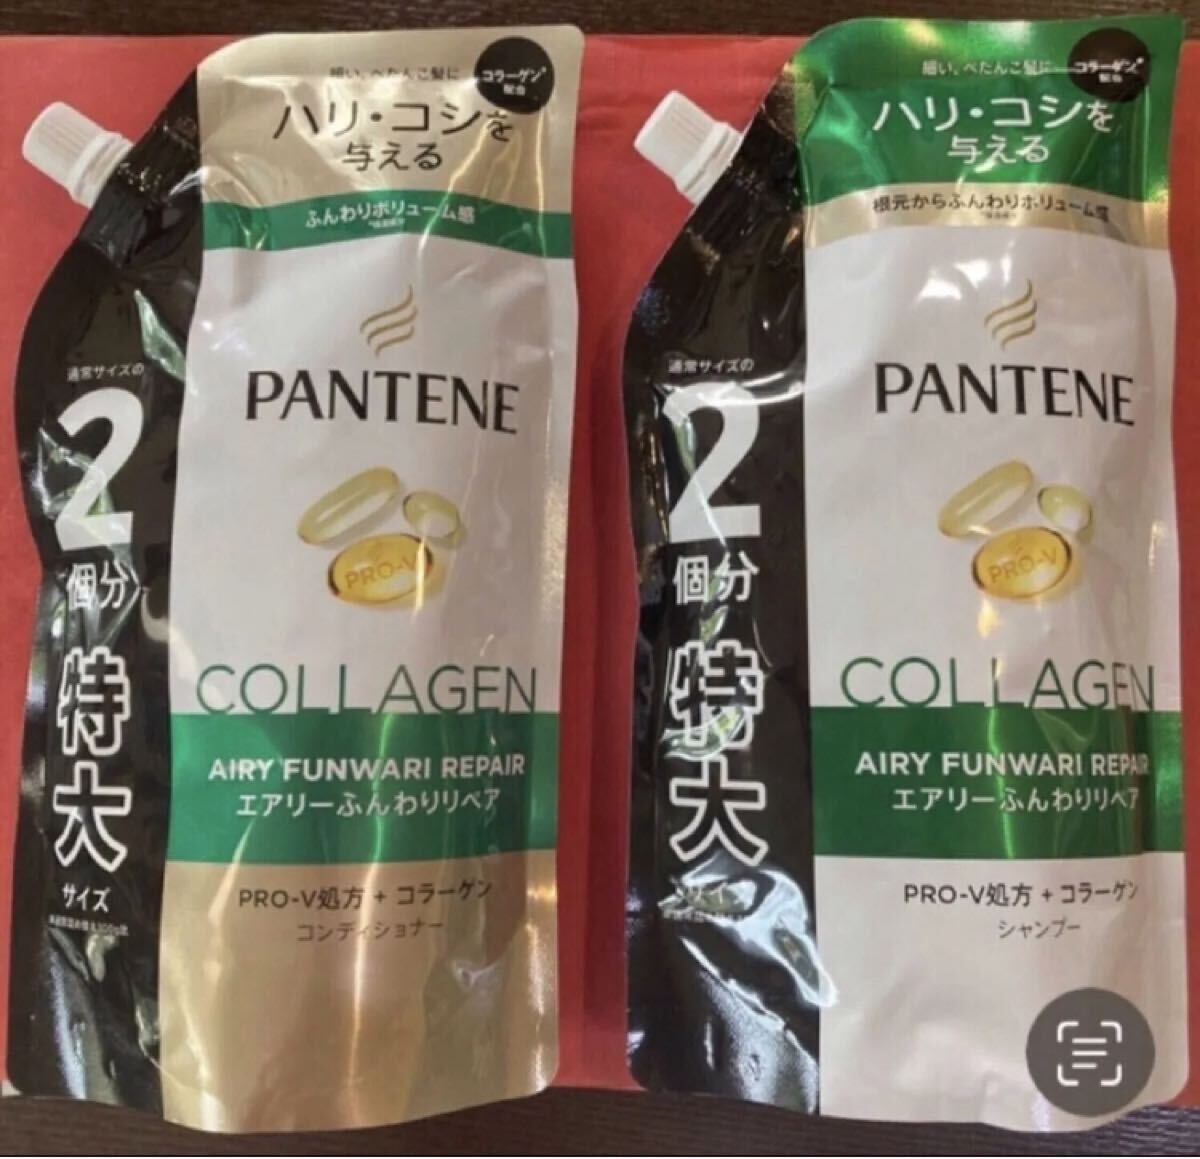 細い、ぺたんこ髪に
コラーゲン*
配合
ハリ・コシを
与える
ふんわりボリューム感
PANTENE
通常サイズの
2
個分
特大
サイズ
PRO-V
COLLAGEN
AIRY FUNWARI REPAIR
エアリーふんわりリペア
PRO-V処方 + コラーゲン
コンディショナー
細い、ぺたんこ髪に
コラーゲン*
配合
ハリ・コシを
与える
根元からふんわりボリューム感
PANTENE
通常サイズの
2
個分
特大
PRO-V
COLLAGEN
AIRY FUNWARI REPAIR
エアリーふんわりリペア
PRO-V処方 + コラーゲン
シャンプー